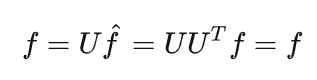 f = U\hat{f} = UU^T f = f